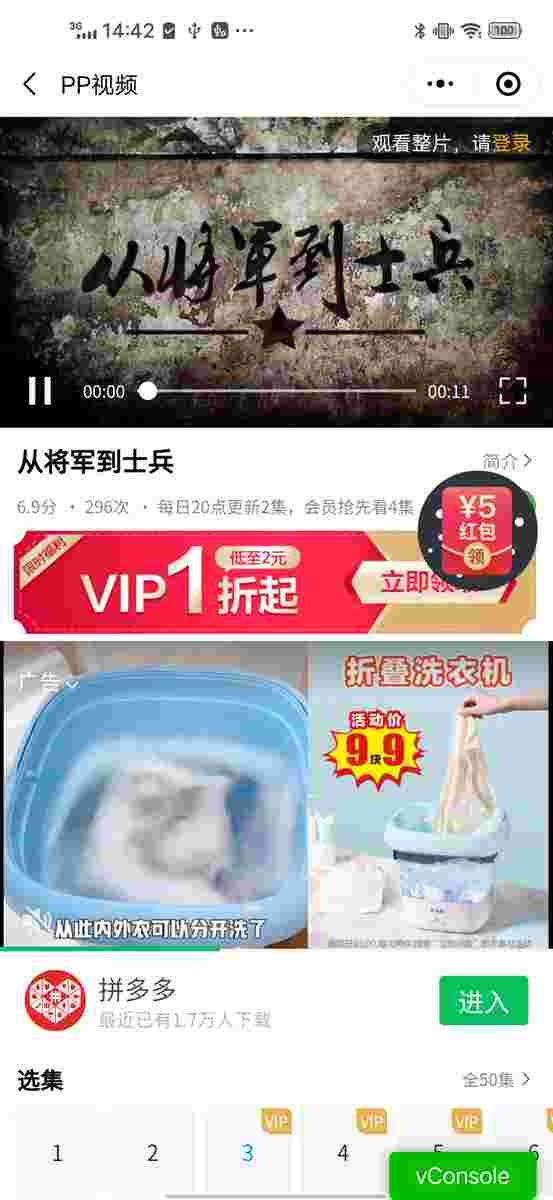 3G 14:42 100
PP视频
观看整片，请登录
从将军到士兵
00:00 00:11
从将军到士兵 简介
6.9分 · 296次 · 每日20点更新2集，会员抢先看4集
¥5
红包
领
限时福利
VIP1折起
低至2元
立即领
广告
折叠洗衣机
活动价
9块9
从此内外衣可以分开洗了
拼多多
最近已有1.7万人下载
进入
选集 全50集
1 2 3 4 5 6
VIP VIP VIP
vConsole